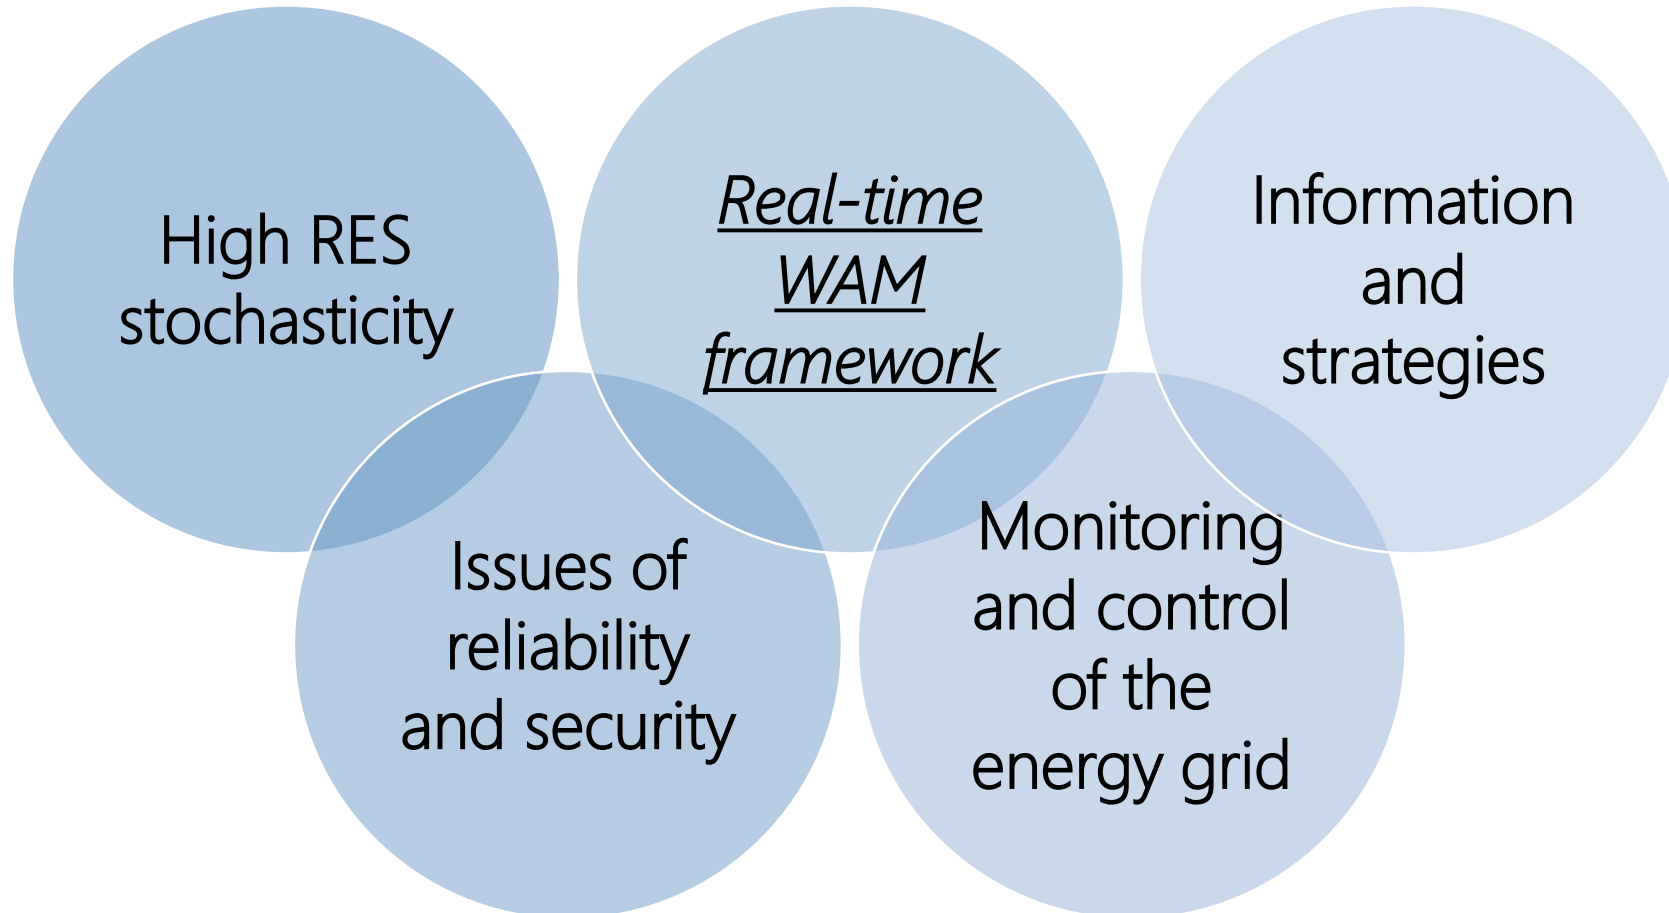 High RES
stochasticity
Issues of
reliability
and security
Real-time
WAM
framework
Monitoring
and control
of the
energy grid
Information
and
strategies